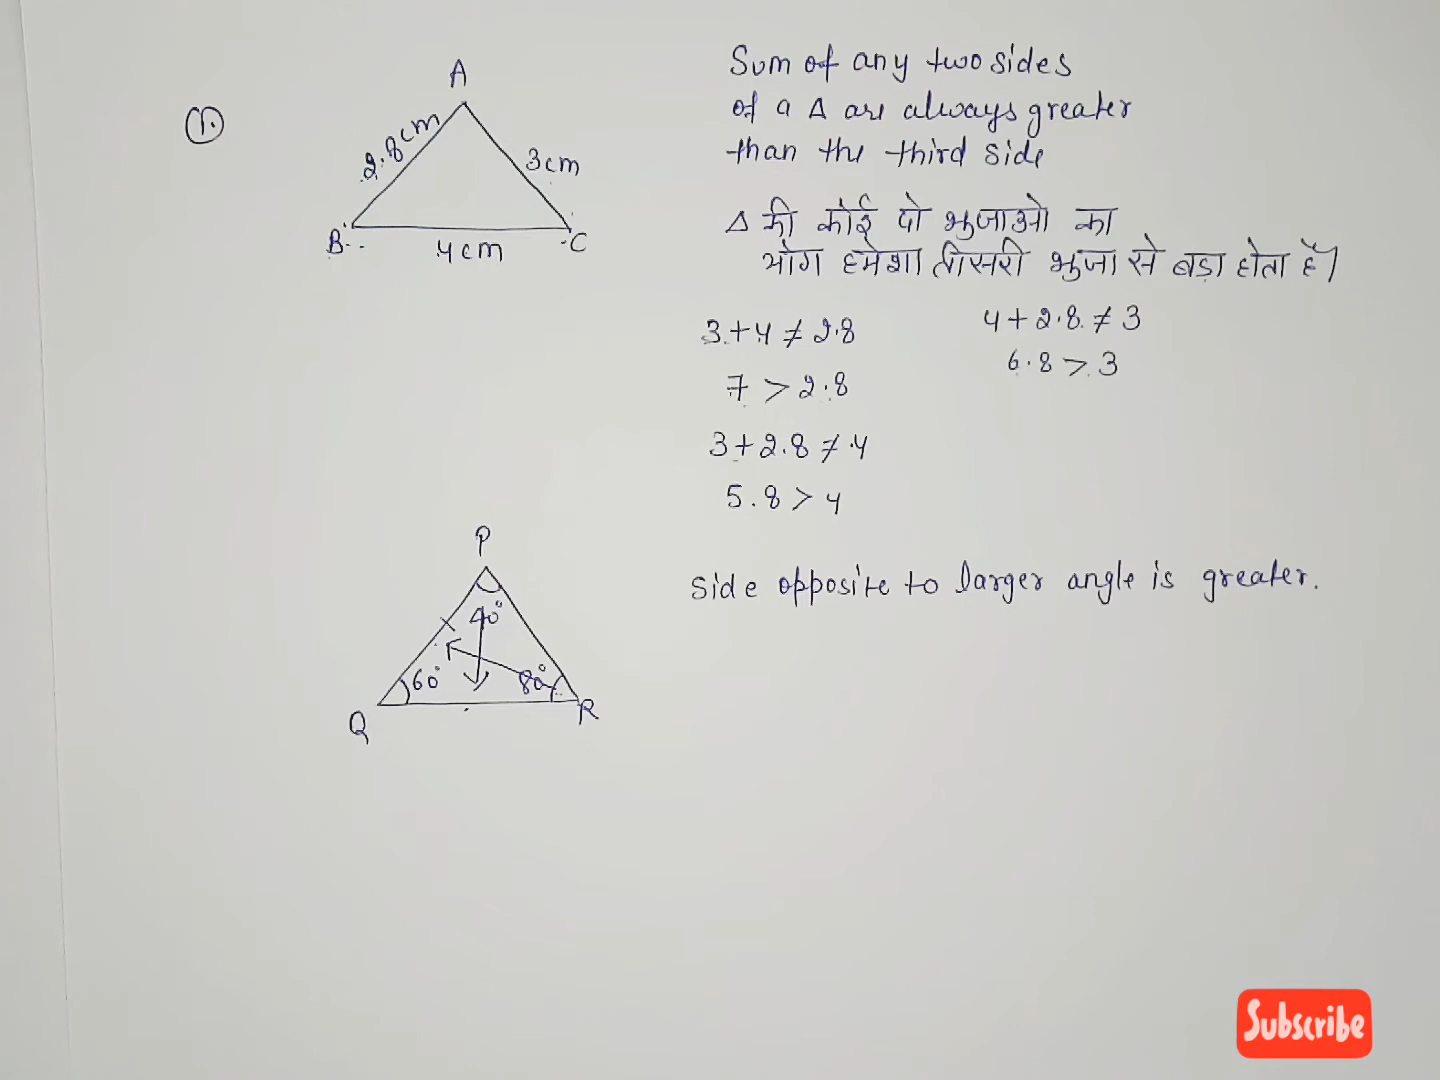 1.
A
2.8cm
3cm
B
4cm
C
Sum of any two sides
of a Δ are always greater
than the third side
Δ की कोई दो भुजाओ का
योग हमेशा तीसरी भुजा से बड़ा होता है।
3+4 ≠ 2.8
7 > 2.8
3+2.8 ≠ 4
5.8 > 4
4+2.8 ≠ 3
6.8 > 3
P
40°
60°
80°
Q
R
Side opposite to larger angle is greater.
Subscribe